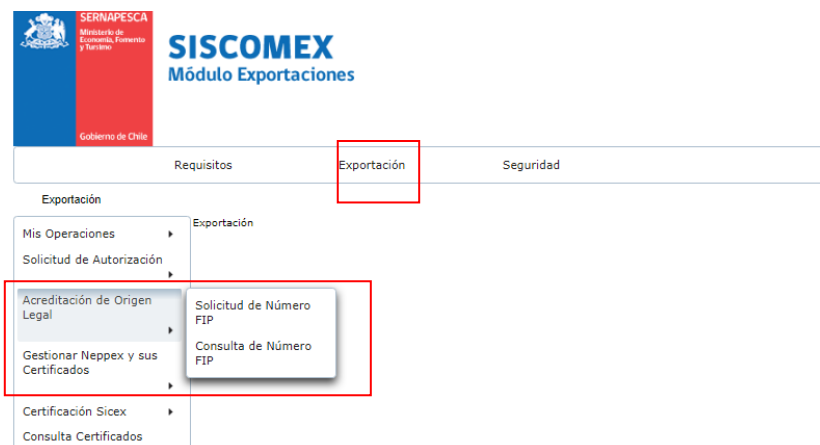 SERNAPESCA
Ministerio de
Economía, Fomento
y Turismo
Gobierno de Chile
SISCOMEX
Módulo Exportaciones
Requisitos
Exportación
Seguridad
Exportación
Exportación
Mis Operaciones
Solicitud de Autorización
Acreditación de Origen
Legal
Solicitud de Número
FIP
Consulta de Número
FIP
Gestionar Neppex y sus
Certificados
Certificación Sicex
Consulta Certificados